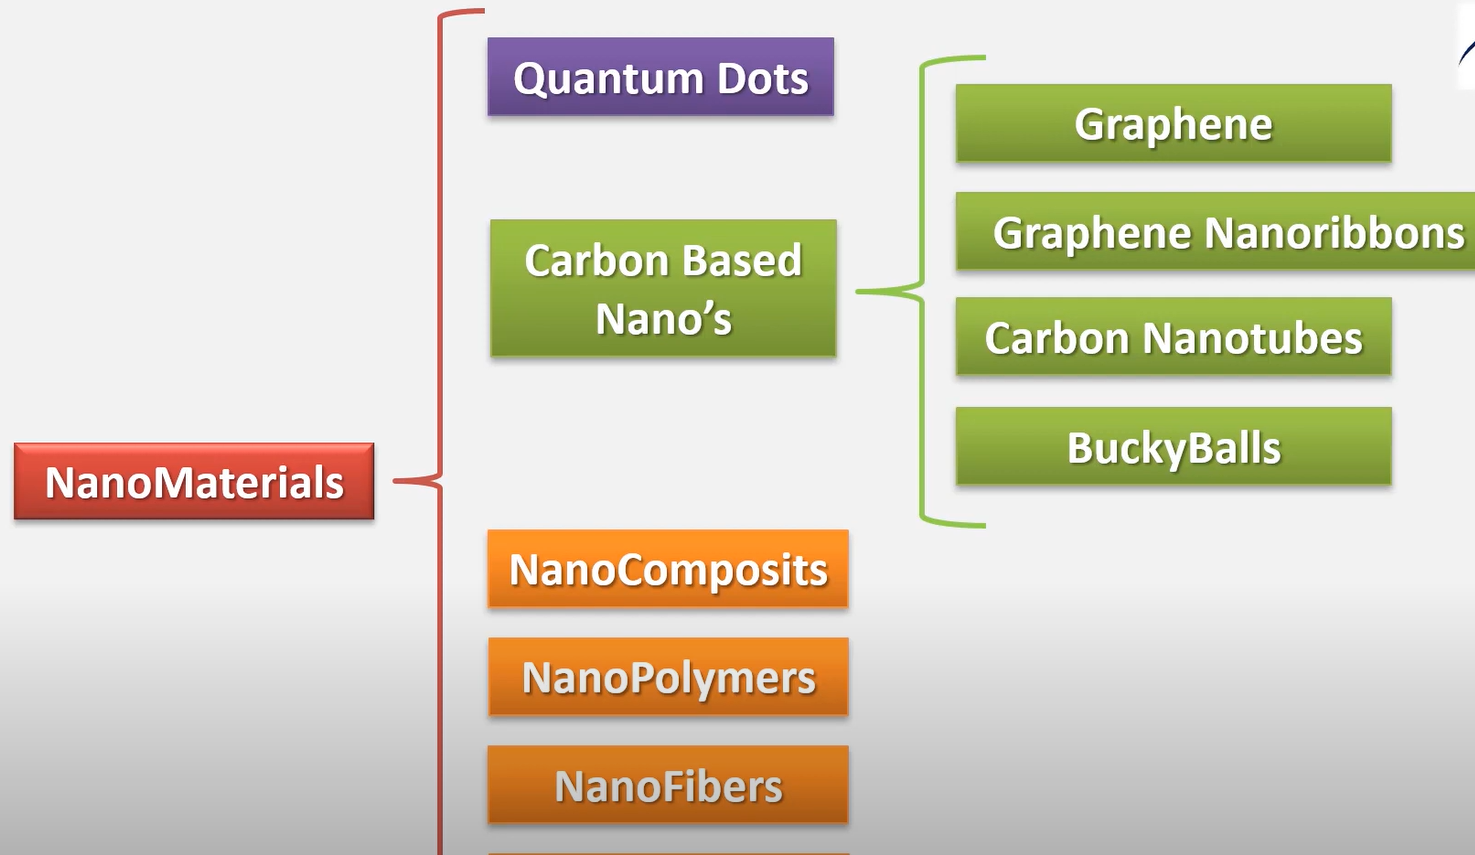 Quantum Dots
Graphene
Graphene Nanoribbons
Carbon Based
Nano's
Carbon Nanotubes
BuckyBalls
NanoMaterials
NanoComposits
NanoPolymers
NanoFibers